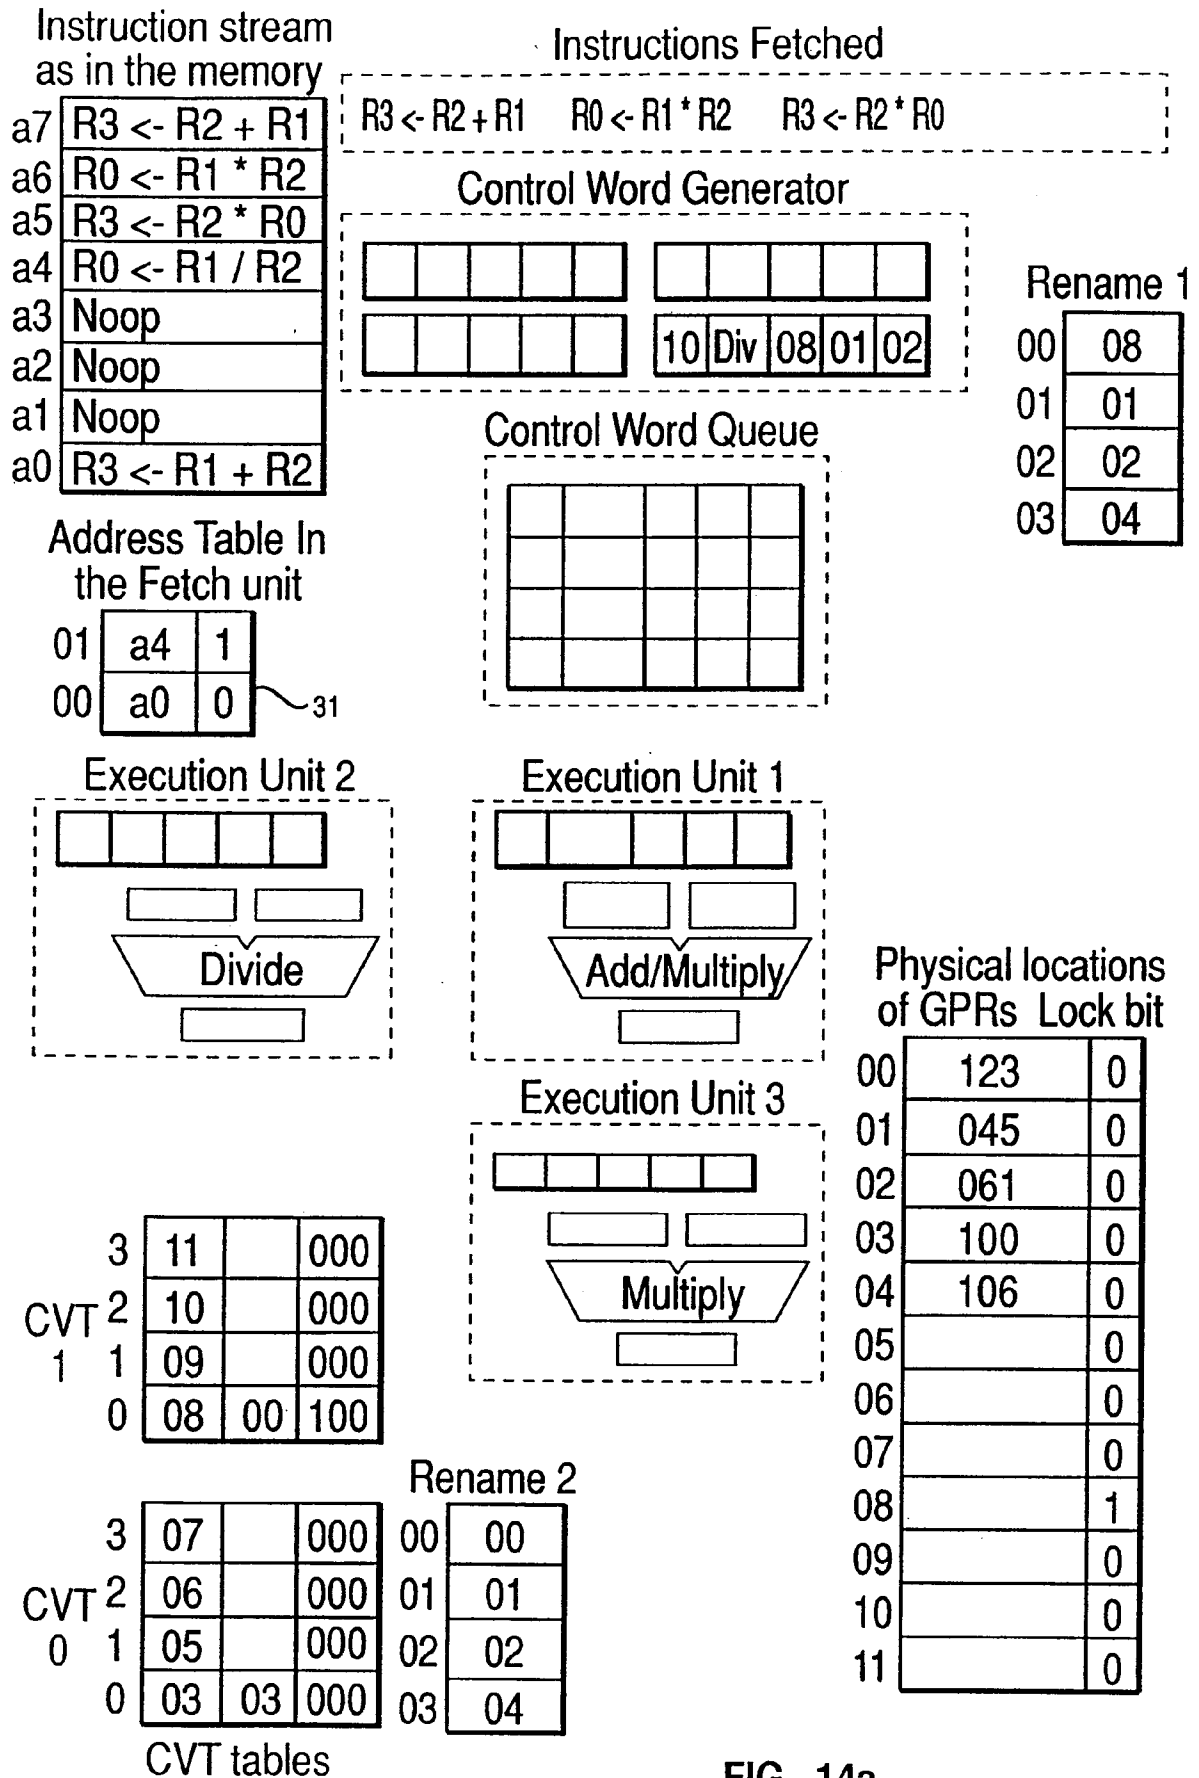 Instruction stream
as in the memory
a7 R3 <- R2 + R1
a6 R0 <- R1 * R2
a5 R3 <- R2 * R0
a4 R0 <- R1 / R2
a3 Noop
a2 Noop
a1 Noop
a0 R3 <- R1 + R2
Instructions Fetched
R3 <- R2 + R1 R0 <- R1 * R2 R3 <- R2 * R0
Control Word Generator
10 Div 08 01 02
Rename 1
00 08
01 01
02 02
03 04
Control Word Queue
Address Table In
the Fetch unit
01 a4 1
00 a0 0
31
Execution Unit 2
Divide
Execution Unit 1
Add/Multiply
Execution Unit 3
Multiply
Physical locations
of GPRs Lock bit
00 123 0
01 045 0
02 061 0
03 100 0
04 106 0
05 0
06 0
07 0
08 1
09 0
10 0
11 0
CVT
1
3 11 000
2 10 000
1 09 000
0 08 00 100
CVT
0
3 07 000
2 06 000
1 05 000
0 03 03 000
CVT tables
Rename 2
00 00
01 01
02 02
03 04